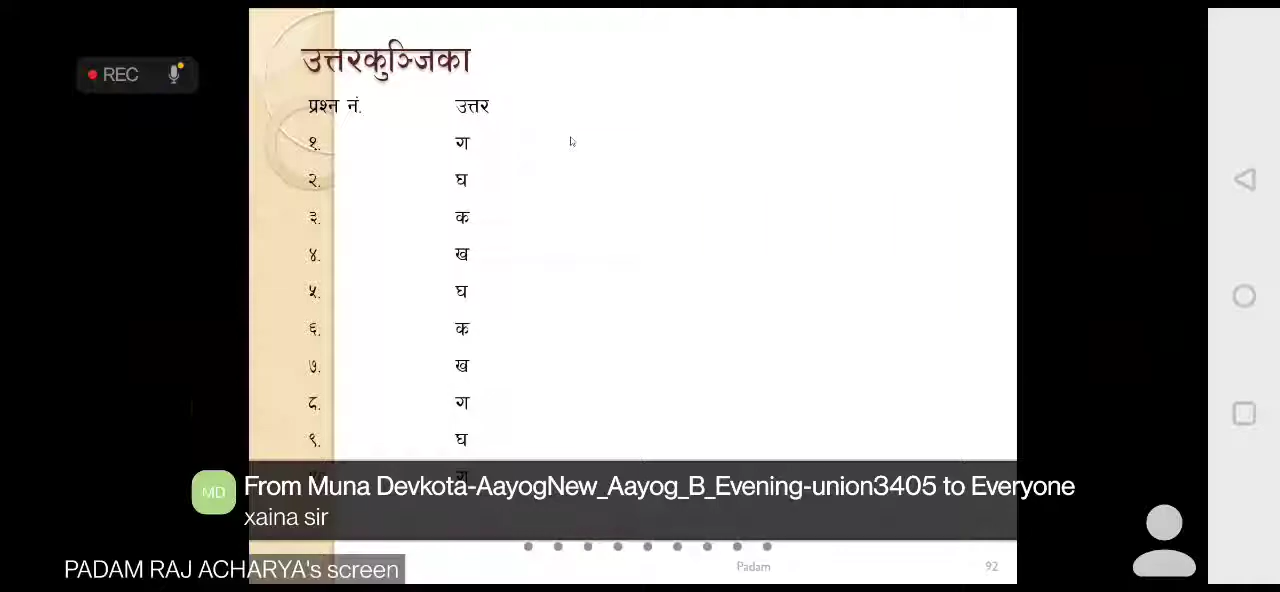 REC
उत्तरकुञ्जिका
प्रश्न नं. उत्तर
१. ग
२. घ
३. क
४. ख
५. घ
६. क
७. ख
८. ग
९. घ
MD
From Muna Devkota-AayogNew_Aayog_B_Evening-union3405 to Everyone
xaina sir
PADAM RAJ ACHARYA's screen
Padam 92